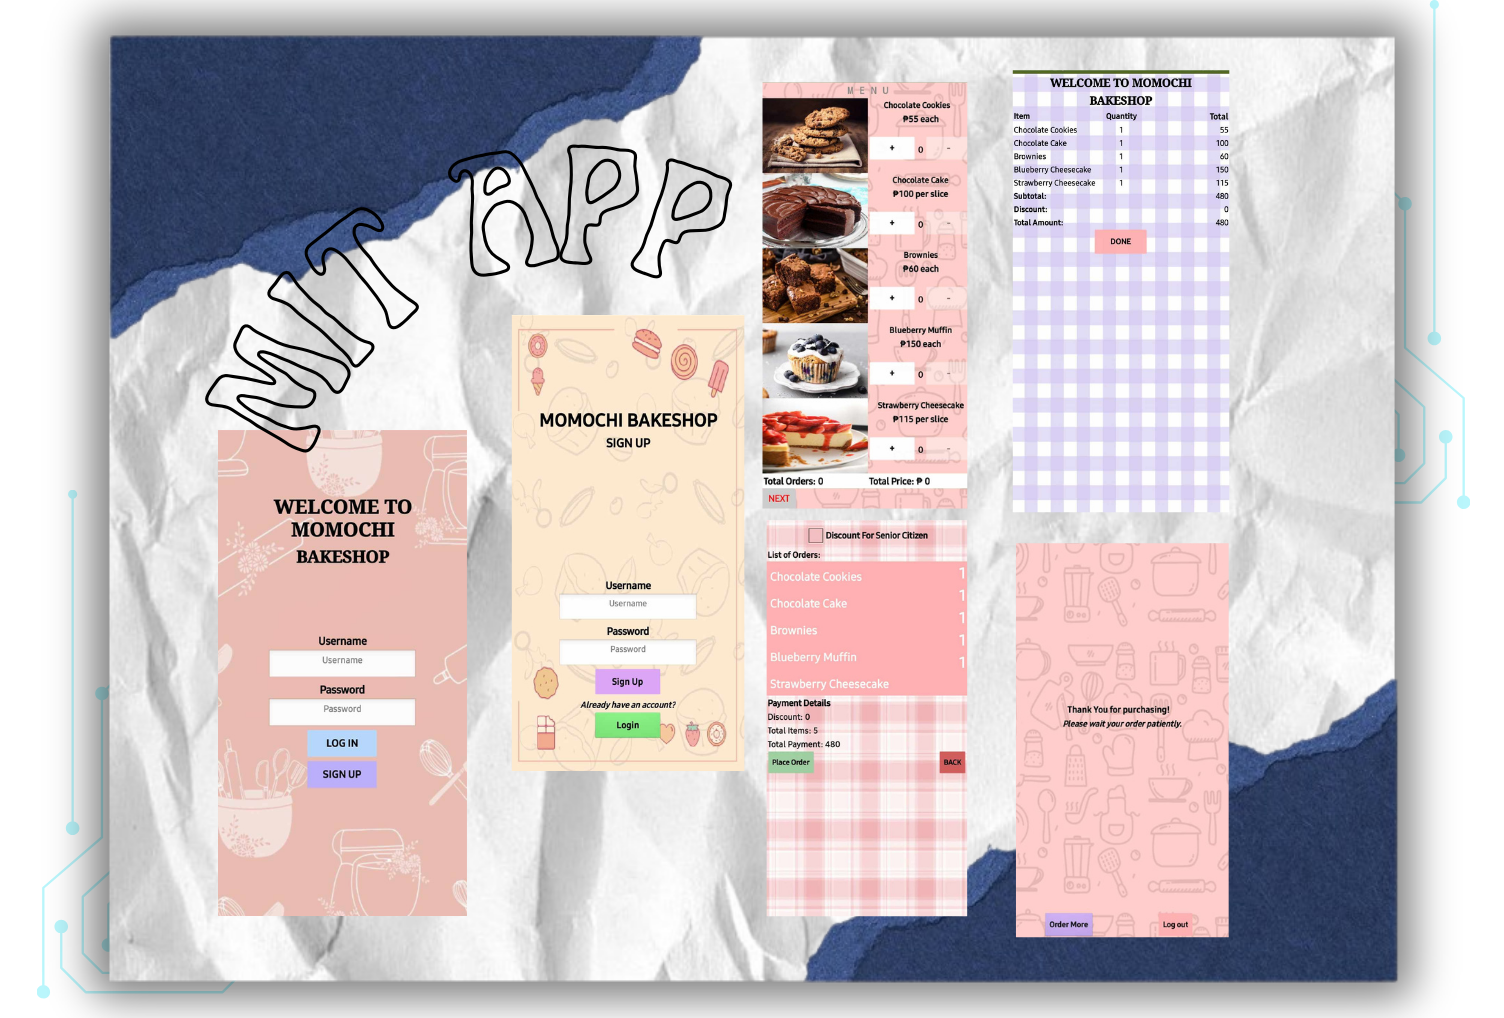 MIT APP
WELCOME TO
MOMOCHI
BAKESHOP
Username
Username
Password
Password
LOG IN
SIGN UP
MOMOCHI BAKESHOP
SIGN UP
Username
Username
Password
Password
Sign Up
Already have an account?
Login
MENU
Chocolate Cookies
₱55 each
+ 0 -
Chocolate Cake
₱100 per slice
+ 0 -
Brownies
₱60 each
+ 0 -
Blueberry Muffin
₱150 each
+ 0 -
Strawberry Cheesecake
₱115 per slice
+ 0 -
Total Orders: 0 Total Price: ₱ 0
NEXT
Discount For Senior Citizen
List of Orders:
Chocolate Cookies 1
Chocolate Cake 1
Brownies 1
Blueberry Muffin 1
Strawberry Cheesecake
1
Payment Details
Discount: 0
Total Items: 5
Total Payment: 480
Place Order BACK
WELCOME TO MOMOCHI
BAKESHOP
Item Quantity Total
Chocolate Cookies 1 55
Chocolate Cake 1 100
Brownies 1 60
Blueberry Cheesecake 1 150
Strawberry Cheesecake 1 115
Subtotal: 480
Discount: 0
Total Amount: 480
DONE
Thank You for purchasing!
Please wait your order patiently.
Order More Log out